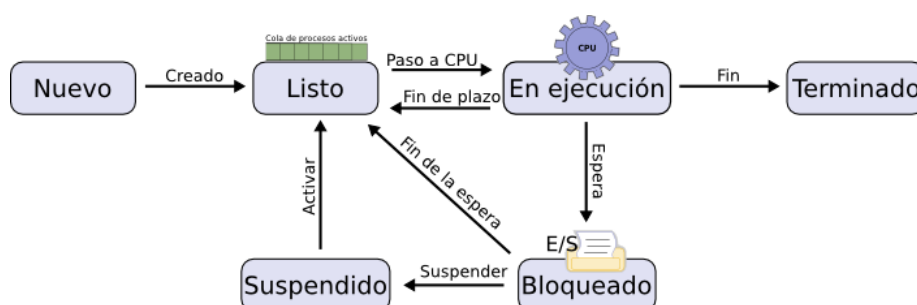 Cola de procesos activos
CPU
Nuevo
Creado
Listo
Paso a CPU
Fin de plazo
En ejecución
Fin
Terminado
Activar
Fin de la espera
Espera
E/S
Suspendido
Suspender
Bloqueado